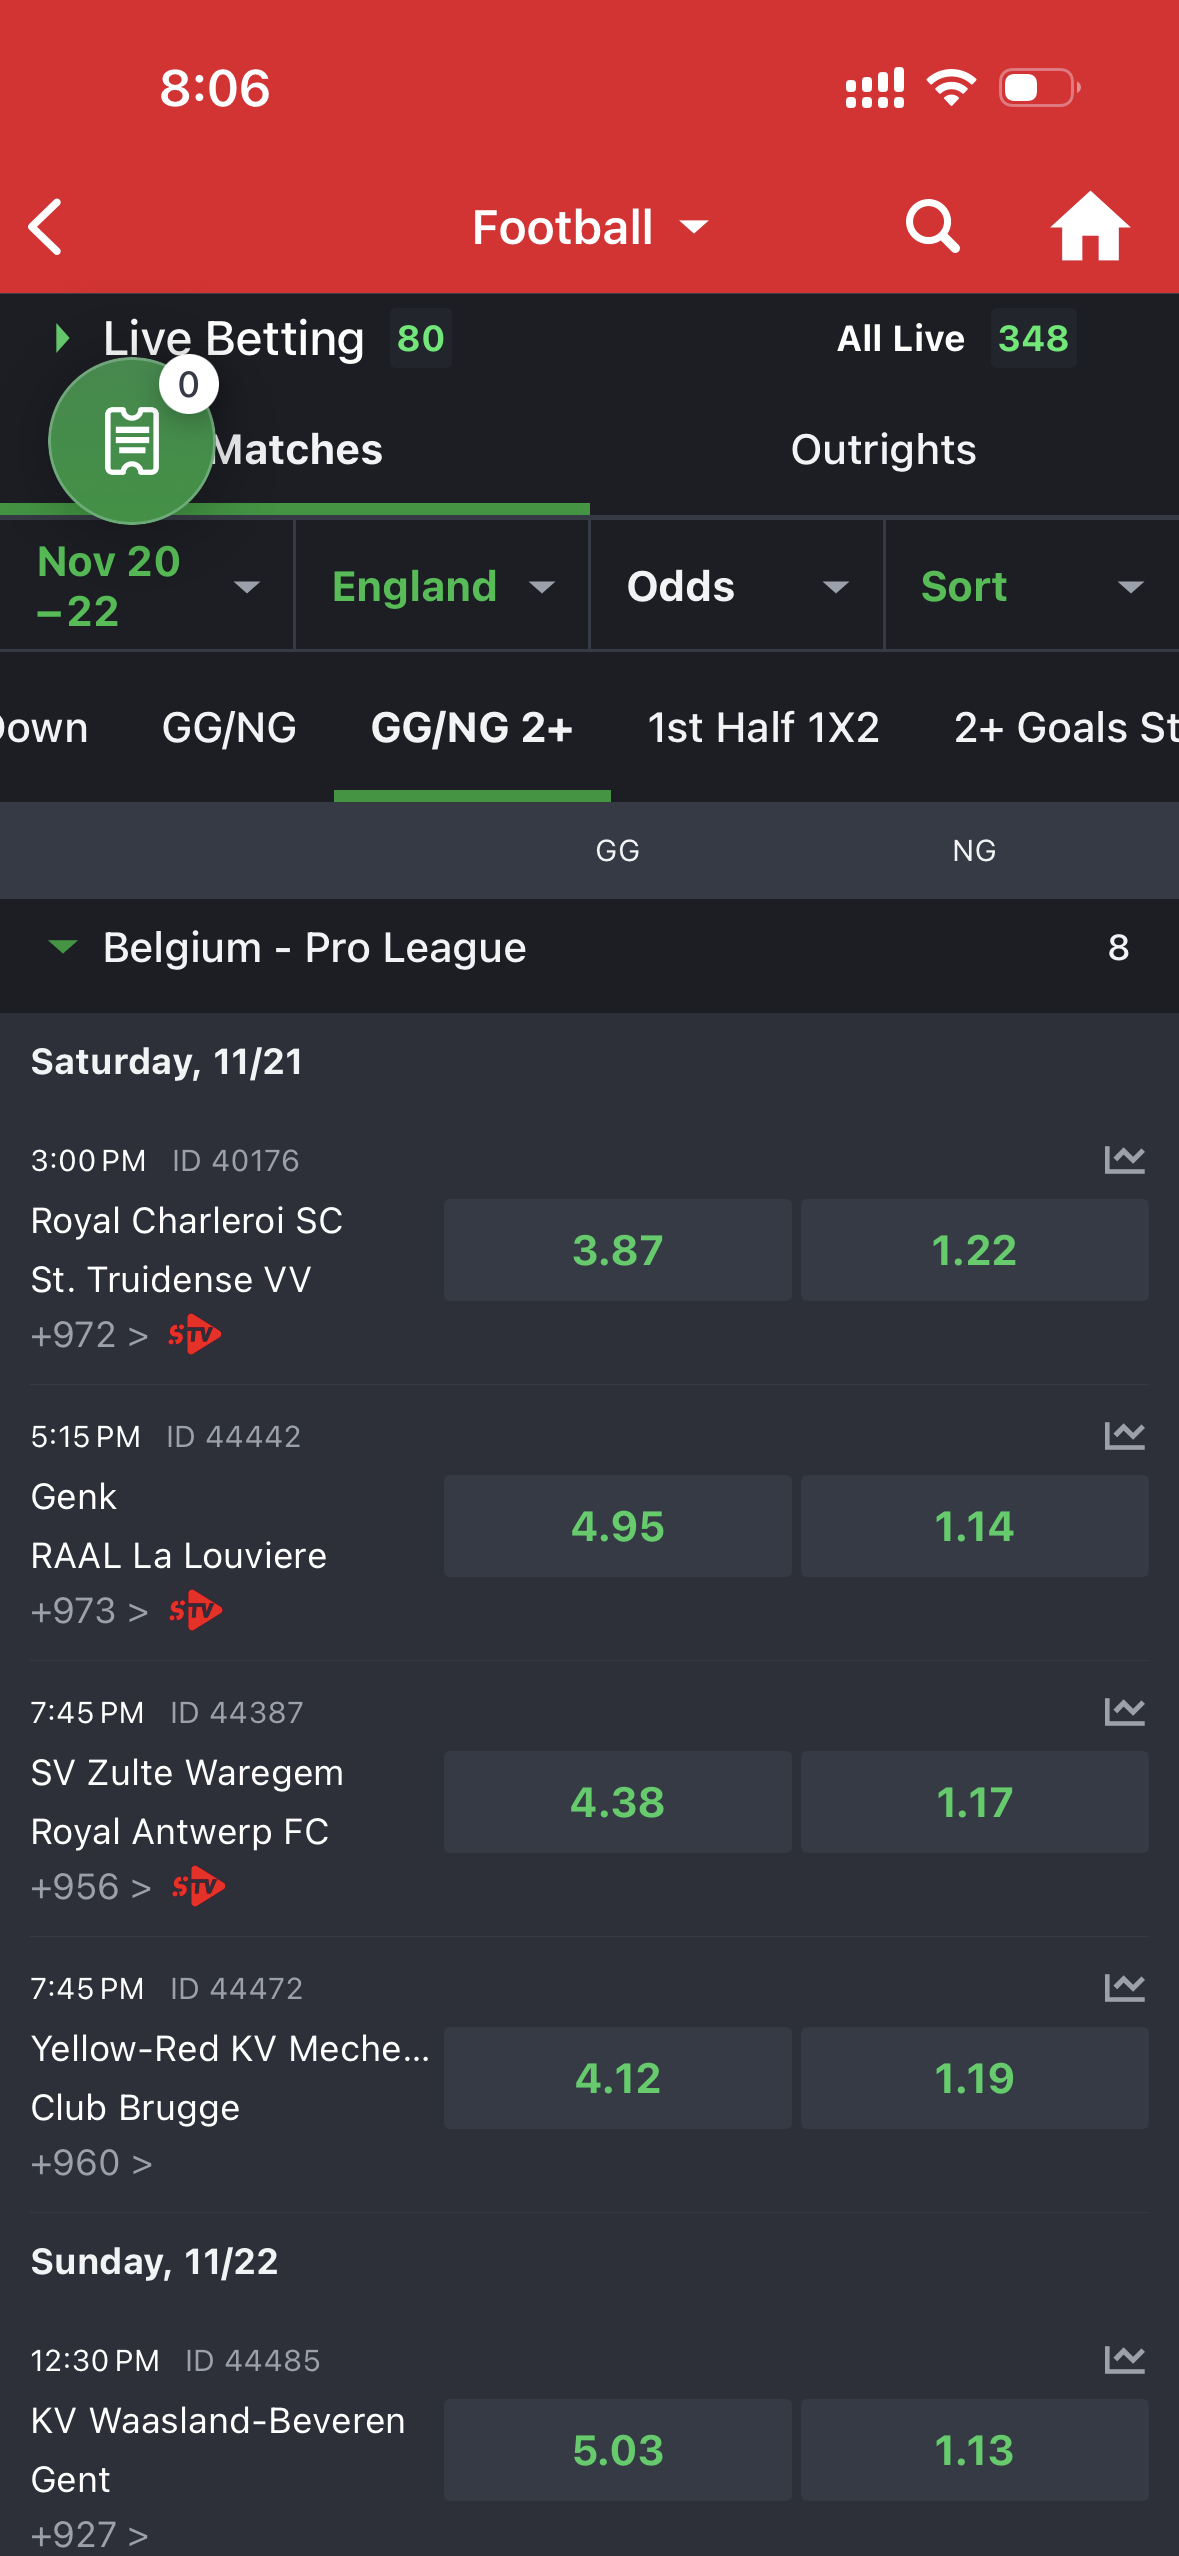 8:06
Football
Live Betting 80 All Live 348
0
Matches Outrights
Nov 20
–22
England Odds Sort
Down GG/NG GG/NG 2+ 1st Half 1X2 2+ Goals St
GG NG
Belgium - Pro League 8
Saturday, 11/21
3:00 PM ID 40176
Royal Charleroi SC
3.87 1.22
St. Truidense VV
+972 > STV
5:15 PM ID 44442
Genk
4.95 1.14
RAAL La Louviere
+973 > STV
7:45 PM ID 44387
SV Zulte Waregem
4.38 1.17
Royal Antwerp FC
+956 > STV
7:45 PM ID 44472
Yellow-Red KV Meche...
4.12 1.19
Club Brugge
+960 >
Sunday, 11/22
12:30 PM ID 44485
KV Waasland-Beveren
5.03 1.13
Gent
+927 >